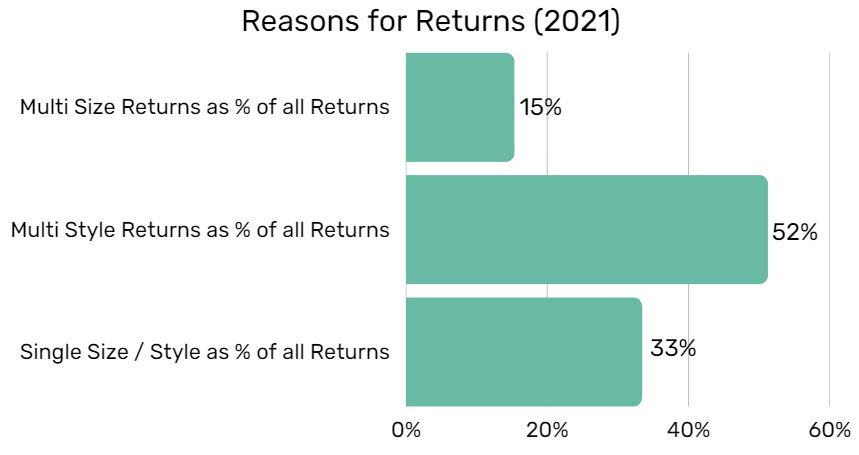 Reasons for Returns (2021)
Multi Size Returns as % of all Returns
15%
Multi Style Returns as % of all Returns
52%
Single Size / Style as % of all Returns
33%
0%
20%
40%
60%